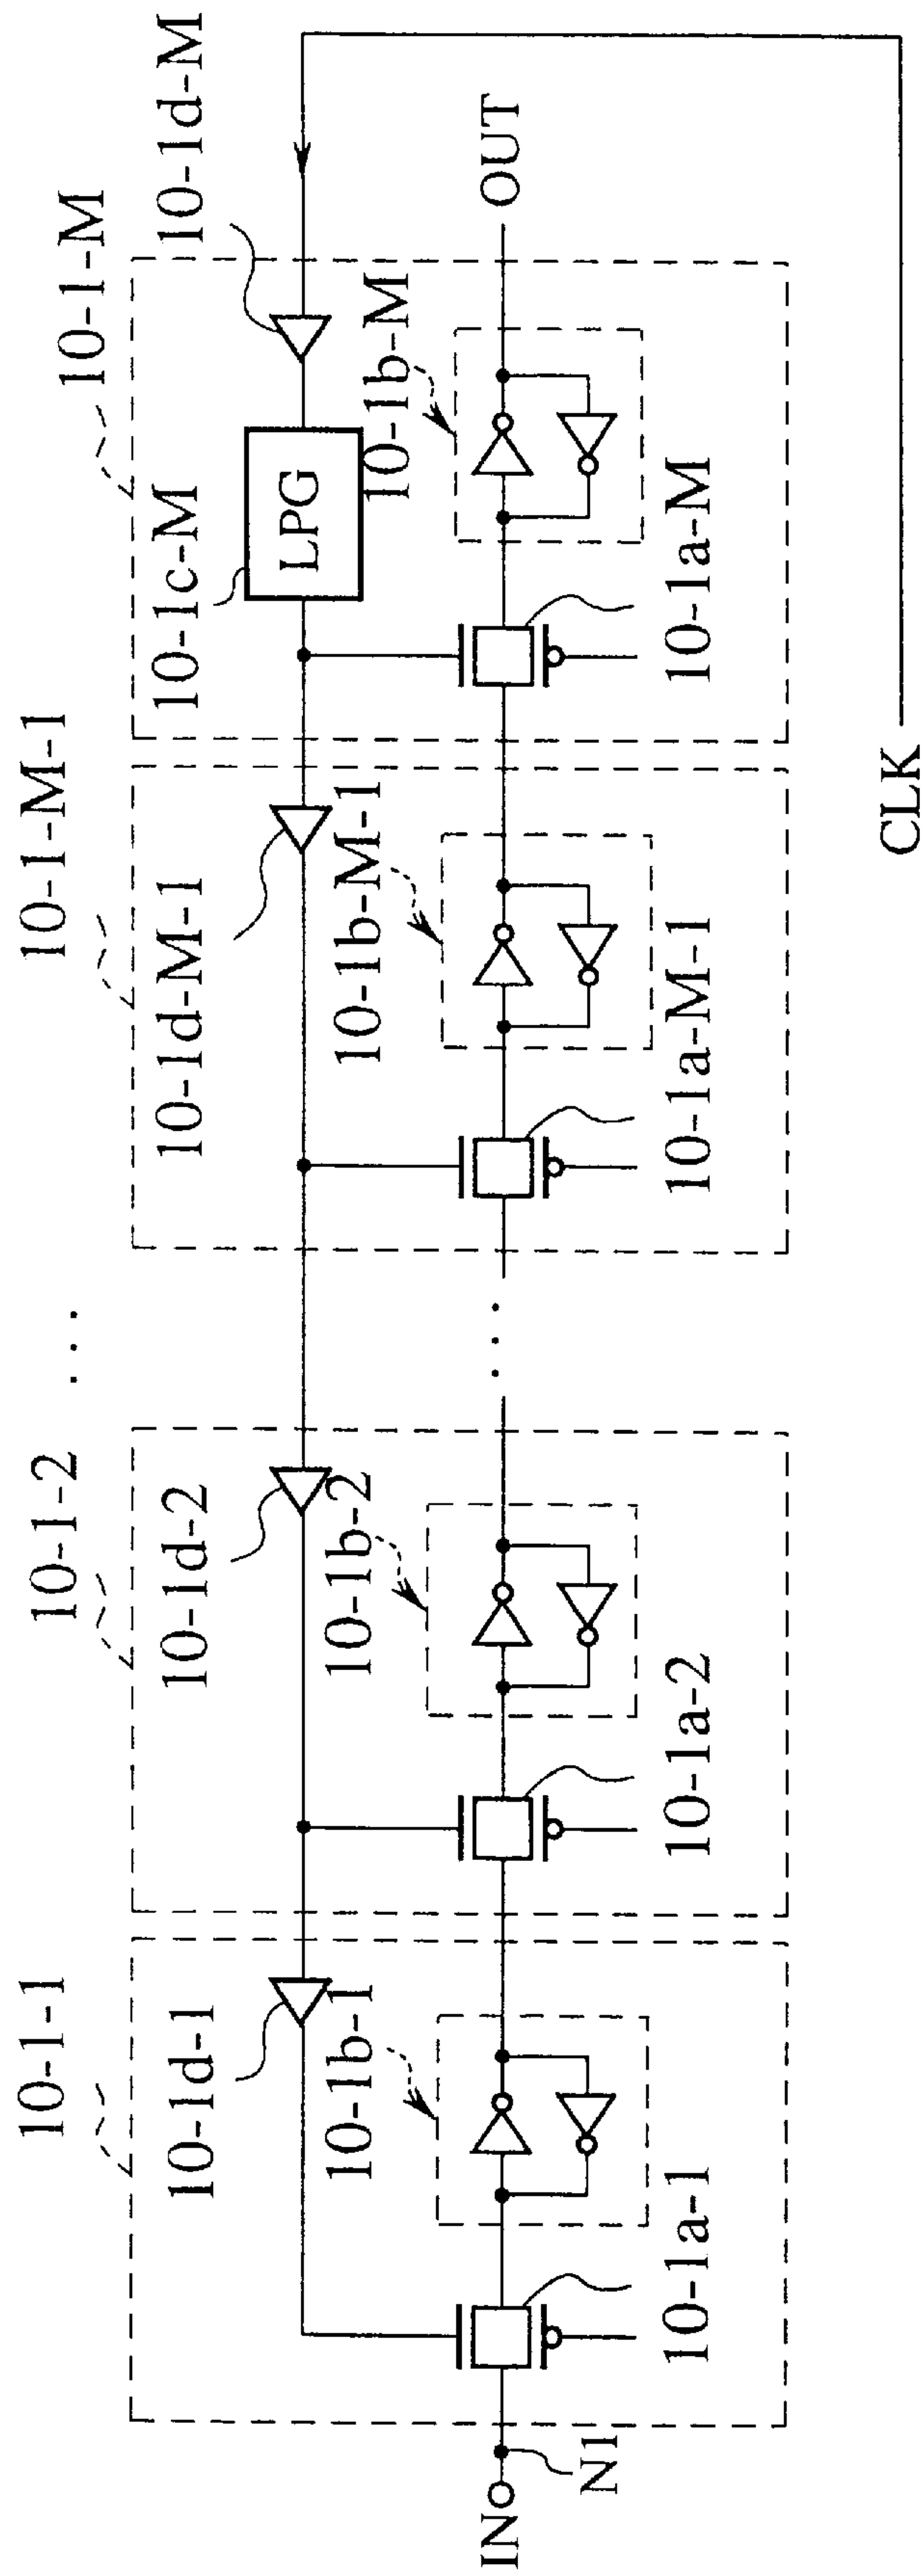 10-1-1
10-1-2
. . .
10-1-M-1
10-1-M
10-1d-1
10-1d-2
10-1d-M-1
10-1c-M
10-1d-M
LPG
10-1b-1
10-1b-2
10-1b-M-1
10-1b-M
IN
. . .
OUT
N1
10-1a-1
10-1a-2
10-1a-M-1
10-1a-M
CLK